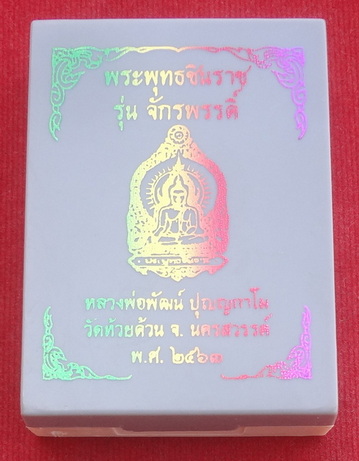 พระพุทธชินราช
รุ่น จักรพรรดิ์
หลวงพ่อพัฒน์ ปุญญกาโม
วัดห้วยด้วน จ. นครสวรรค์
พ.ศ. ๒๕๖๓